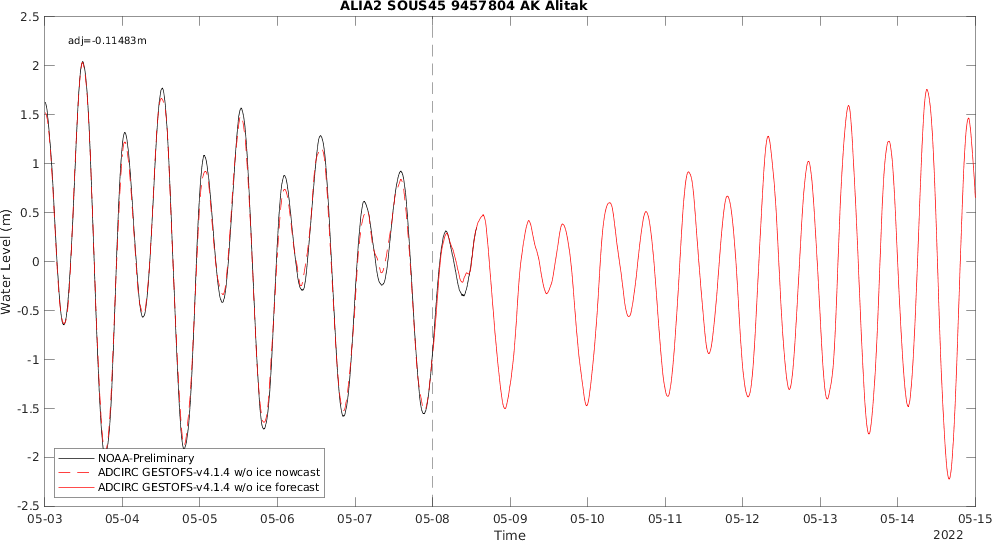 ALIA2 SOUS45 9457804 AK Alitak
2.5
adj=-0.11483m
2
1.5
1
0.5
0
-0.5
-1
-1.5
-2
-2.5
Water Level (m)
NOAA-Preliminary
ADCIRC GESTOFS-v4.1.4 w/o ice nowcast
ADCIRC GESTOFS-v4.1.4 w/o ice forecast
05-03 05-04 05-05 05-06 05-07 05-08 05-09 05-10 05-11 05-12 05-13 05-14 05-15
Time
2022